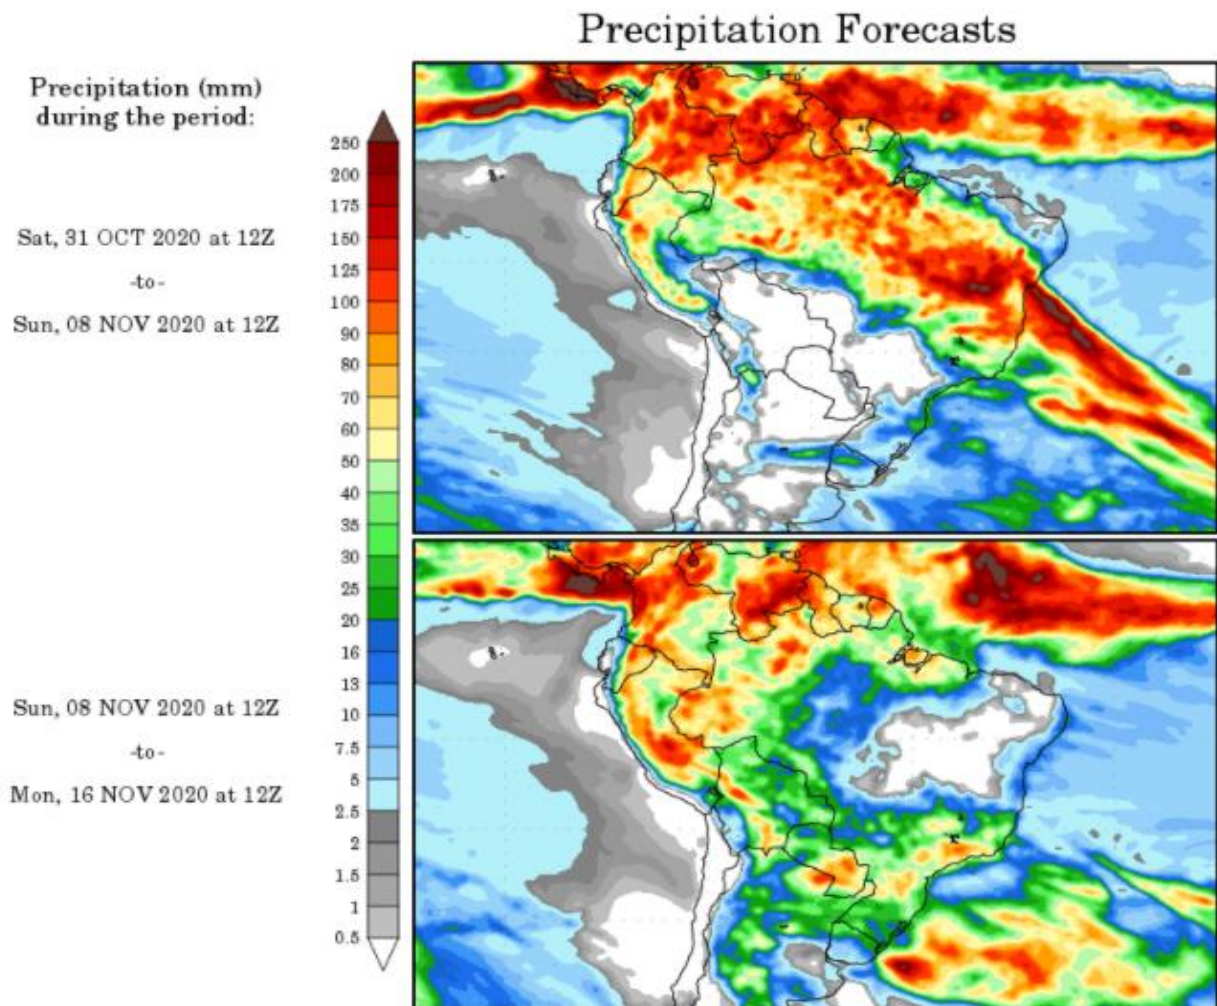 Precipitation Forecasts
Precipitation (mm)
during the period:
Sat, 31 OCT 2020 at 12Z
-to-
Sun, 08 NOV 2020 at 12Z
Sun, 08 NOV 2020 at 12Z
-to-
Mon, 16 NOV 2020 at 12Z
250
200
175
150
125
100
90
80
70
60
50
40
35
30
25
20
16
13
10
7.5
5
2.5
2
1.5
1
0.5